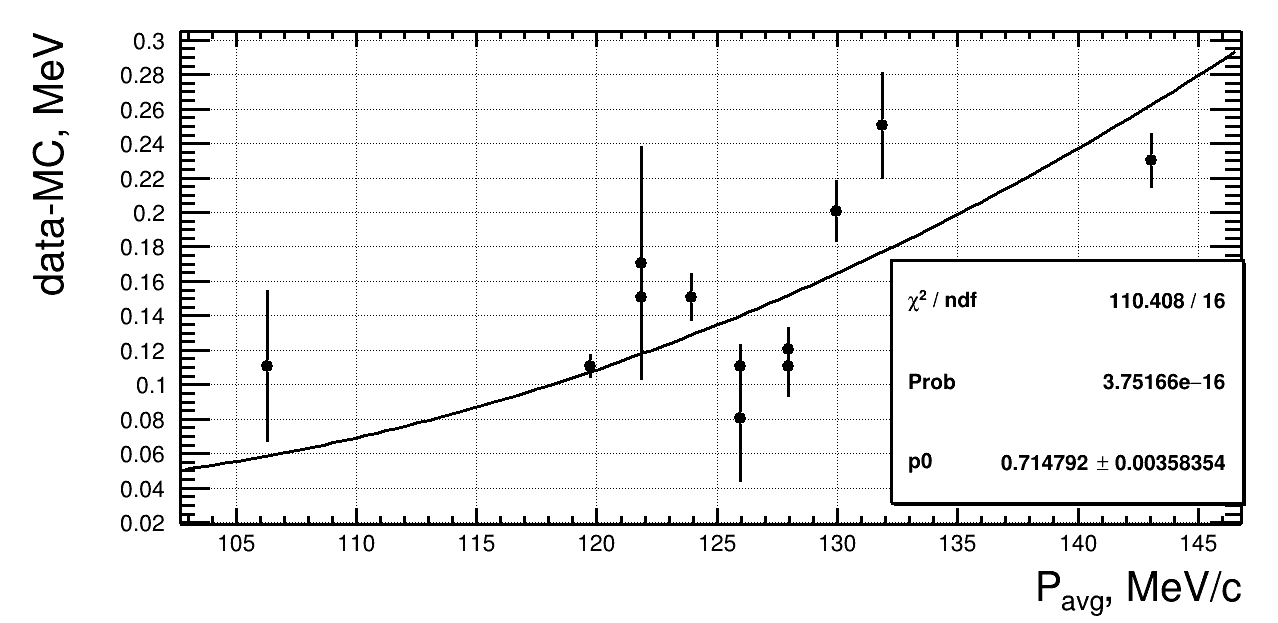 data-MC, MeV
0.3
0.28
0.26
0.24
0.22
0.2
0.18
0.16
0.14
0.12
0.1
0.08
0.06
0.04
0.02
χ² / ndf 110.408 / 16
Prob 3.75166e−16
p0 0.714792 ± 0.00358354
105 110 115 120 125 130 135 140 145
P_avg, MeV/c